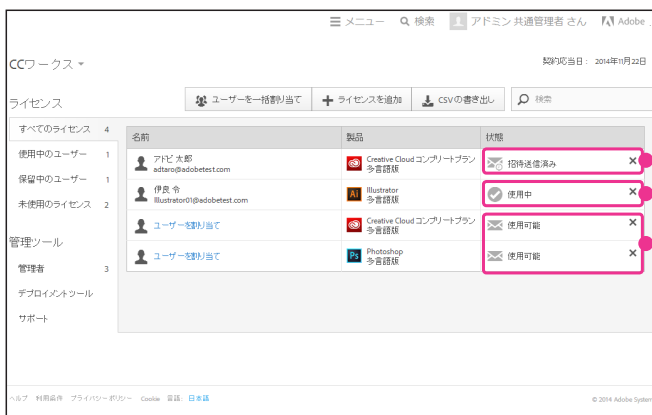 メニュー 検索 アドミン 共通管理者 さん Adobe
CCワークス
契約応当日： 2014年11月22日
ライセンス
ユーザーを一括割り当て ライセンスを追加 CSVの書き出し 検索
すべてのライセンス 4
使用中のユーザー 1
保留中のユーザー 1
未使用のライセンス 2
管理ツール
管理者 3
デプロイメントツール
サポート
名前 製品 状態
アドビ 太郎
adtaro@adobetest.com
Creative Cloud コンプリートプラン
多言語版
招待送信済み
伊良 令
Illustrator01@adobetest.com
Ai
Illustrator
多言語版
使用中
ユーザーを割り当て
Creative Cloud コンプリートプラン
多言語版
使用可能
ユーザーを割り当て
Ps
Photoshop
多言語版
使用可能
ヘルプ 利用条件 プライバシーポリシー Cookie 言語: 日本語
© 2014 Adobe System